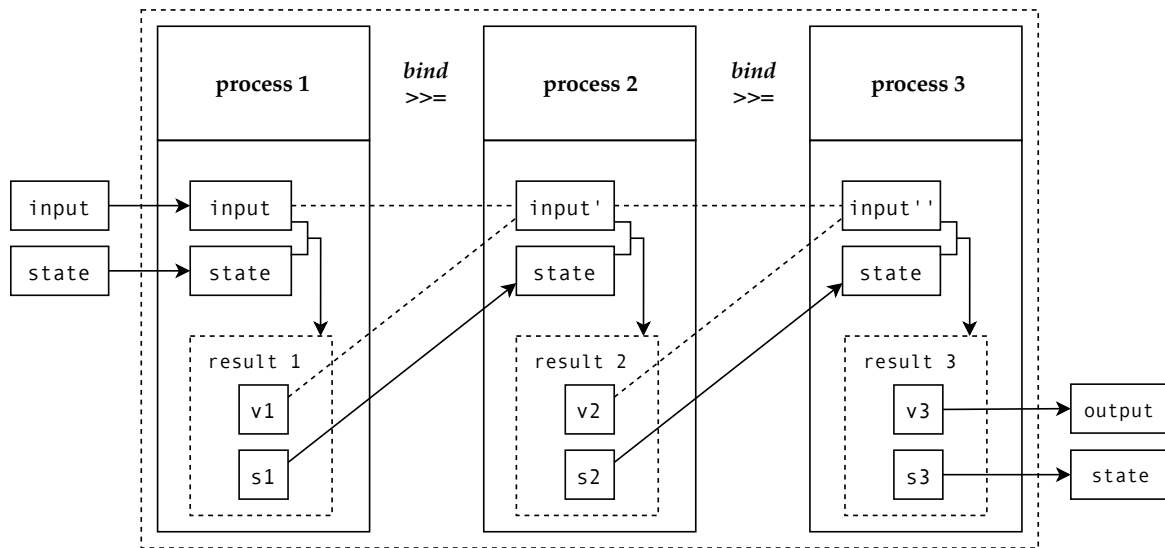 process 1
bind
>>=
process 2
bind
>>=
process 3
input
input
input'
input''
state
state
state
state
result 1
result 2
result 3
v1
v2
v3
output
s1
s2
s3
state